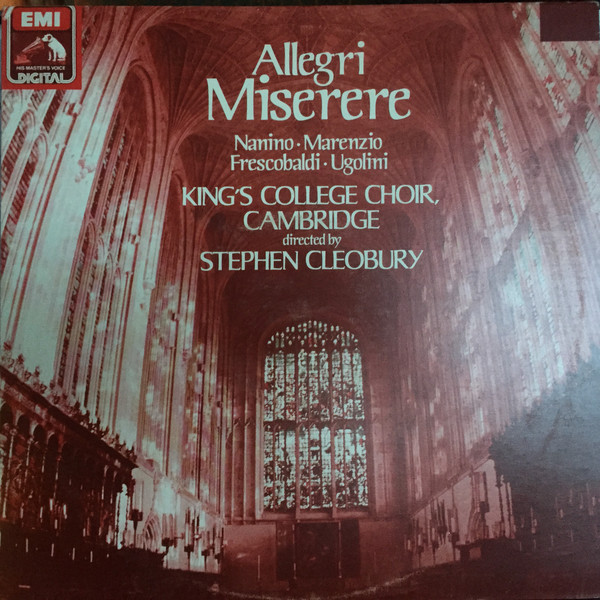 EMI
HIS MASTER'S VOICE
DIGITAL
Allegri
Miserere
Nanino · Marenzio
Frescobaldi · Ugolini
KING'S COLLEGE CHOIR,
CAMBRIDGE
directed by
STEPHEN CLEOBURY